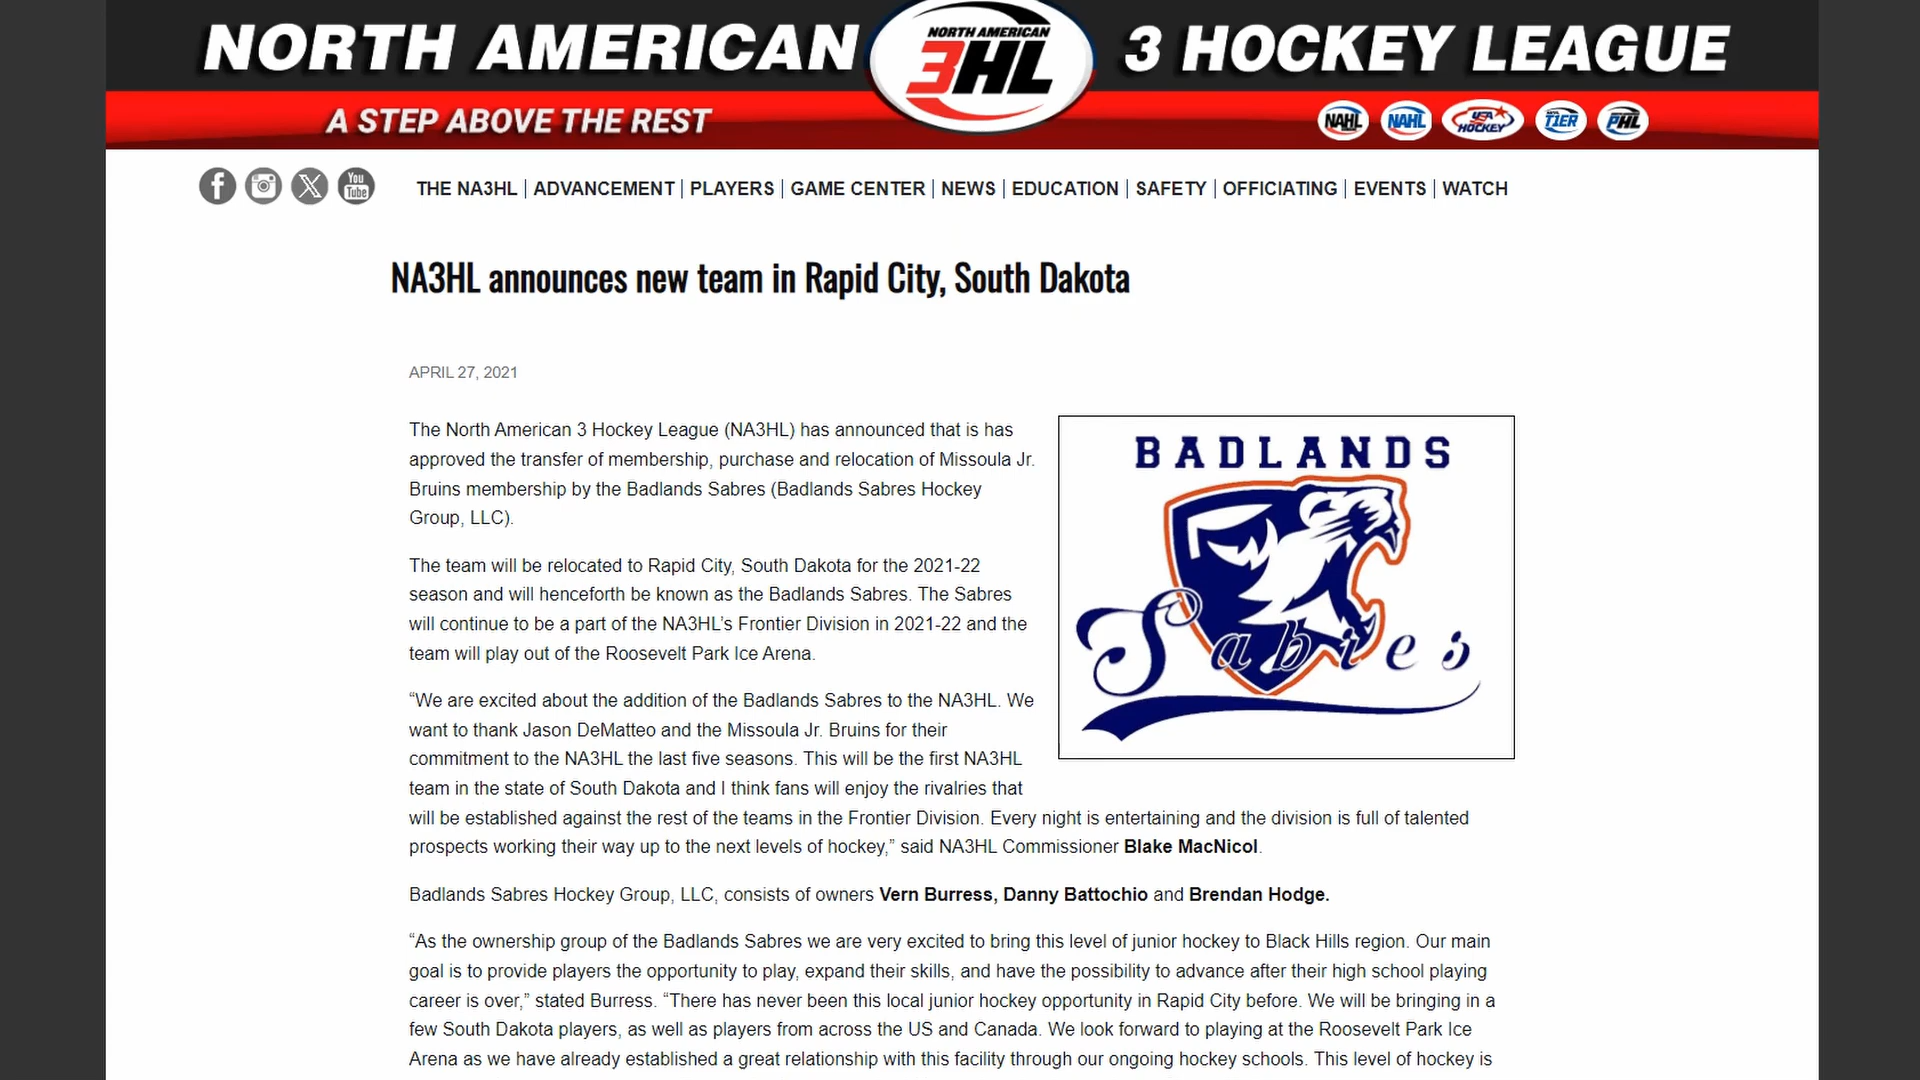 NORTH AMERICAN
NORTH AMERICAN
3HL
3 HOCKEY LEAGUE
A STEP ABOVE THE REST
NAHL
NAHL
USA
HOCKEY
T1ER
PHL
You
Tube
THE NA3HL | ADVANCEMENT | PLAYERS | GAME CENTER | NEWS | EDUCATION | SAFETY | OFFICIATING | EVENTS | WATCH
NA3HL announces new team in Rapid City, South Dakota
APRIL 27, 2021
The North American 3 Hockey League (NA3HL) has announced that is has
approved the transfer of membership, purchase and relocation of Missoula Jr.
Bruins membership by the Badlands Sabres (Badlands Sabres Hockey
Group, LLC).
The team will be relocated to Rapid City, South Dakota for the 2021-22
season and will henceforth be known as the Badlands Sabres. The Sabres
will continue to be a part of the NA3HL’s Frontier Division in 2021-22 and the
team will play out of the Roosevelt Park Ice Arena.
“We are excited about the addition of the Badlands Sabres to the NA3HL. We
want to thank Jason DeMatteo and the Missoula Jr. Bruins for their
commitment to the NA3HL the last five seasons. This will be the first NA3HL
team in the state of South Dakota and I think fans will enjoy the rivalries that
will be established against the rest of the teams in the Frontier Division. Every night is entertaining and the division is full of talented
prospects working their way up to the next levels of hockey,” said NA3HL Commissioner Blake MacNicol.
BADLANDS
Sabres
Badlands Sabres Hockey Group, LLC, consists of owners Vern Burress, Danny Battochio and Brendan Hodge.
“As the ownership group of the Badlands Sabres we are very excited to bring this level of junior hockey to Black Hills region. Our main
goal is to provide players the opportunity to play, expand their skills, and have the possibility to advance after their high school playing
career is over,” stated Burress. “There has never been this local junior hockey opportunity in Rapid City before. We will be bringing in a
few South Dakota players, as well as players from across the US and Canada. We look forward to playing at the Roosevelt Park Ice
Arena as we have already established a great relationship with this facility through our ongoing hockey schools. This level of hockey is